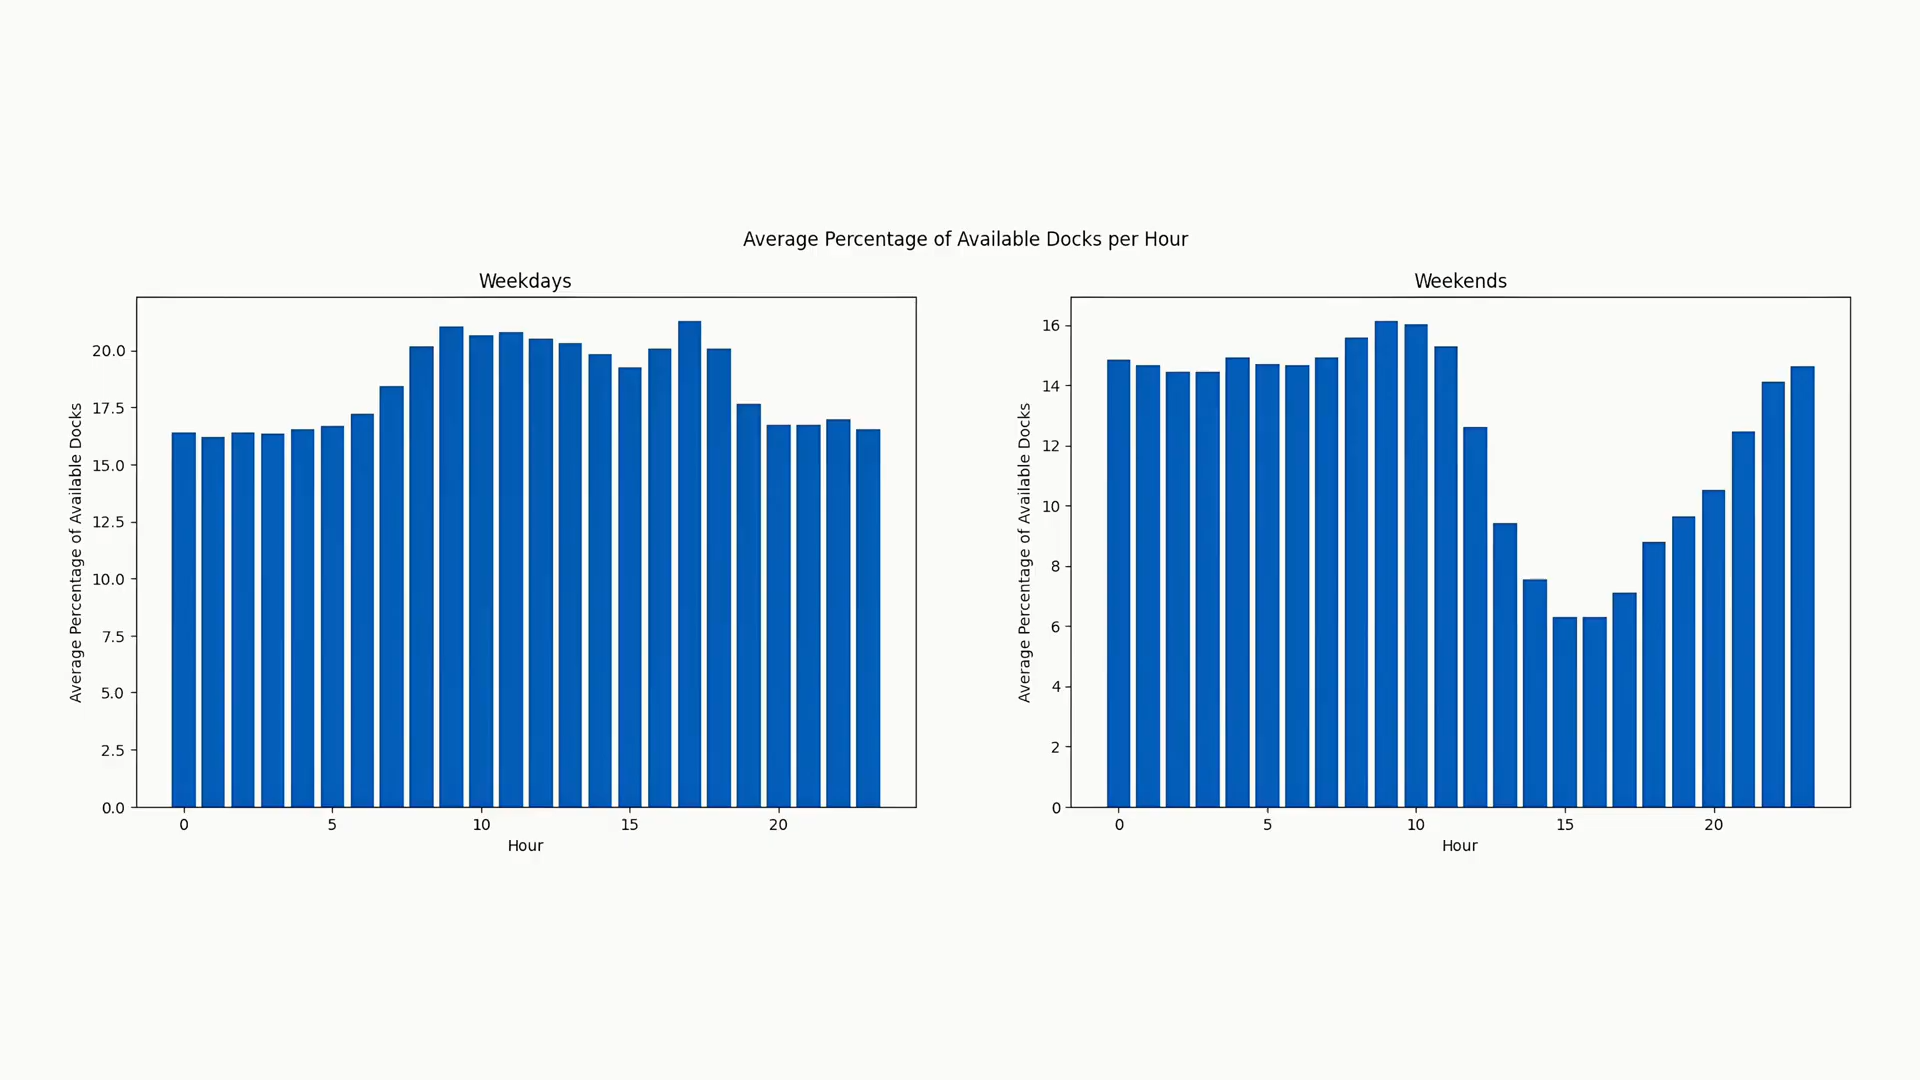 Average Percentage of Available Docks per Hour
Weekdays
Average Percentage of Available Docks
20.0
17.5
15.0
12.5
10.0
7.5
5.0
2.5
0.0
0 5 10 15 20
Hour
Weekends
Average Percentage of Available Docks
16
14
12
10
8
6
4
2
0
0 5 10 15 20
Hour